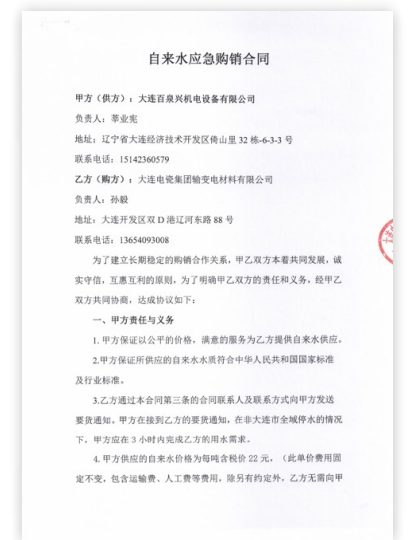 自来水应急购销合同
甲方（供方）：大连百泉兴机电设备有限公司
负责人：莘业宪
地址：辽宁省大连经济技术开发区倚山里 32 栋-6-3-3 号
联系电话：15142360579
乙方（购方）：大连电瓷集团输变电材料有限公司
负责人：孙毅
地址：大连开发区双 D 港辽河东路 88 号
联系电话：13654093008
为了建立长期稳定的购销合作关系，甲乙双方本着共同发展，诚
实守信，互惠互利的原则，为了明确甲乙双方的责任和义务，经甲乙
双方共同协商，达成协议如下：
一、甲方责任与义务
1.甲方保证以公平的价格，满意的服务为乙方提供自来水供应。
2.甲方保证所供应的自来水水质符合中华人民共和国国家标准
及行业标准。
3.乙方通过本合同第三条的合同联系人及联系方式向甲方发送
要货通知。甲方在接到乙方的要货通知，在非大连市全域停水的情况
下。甲方应在 3 小时内完成乙方的用水需求。
4.甲方供应的自来水价格为每吨含税价 22 元，（此单价费用固
定不变，包含运输费、人工费等费用，除另有约定外，乙方无需向甲